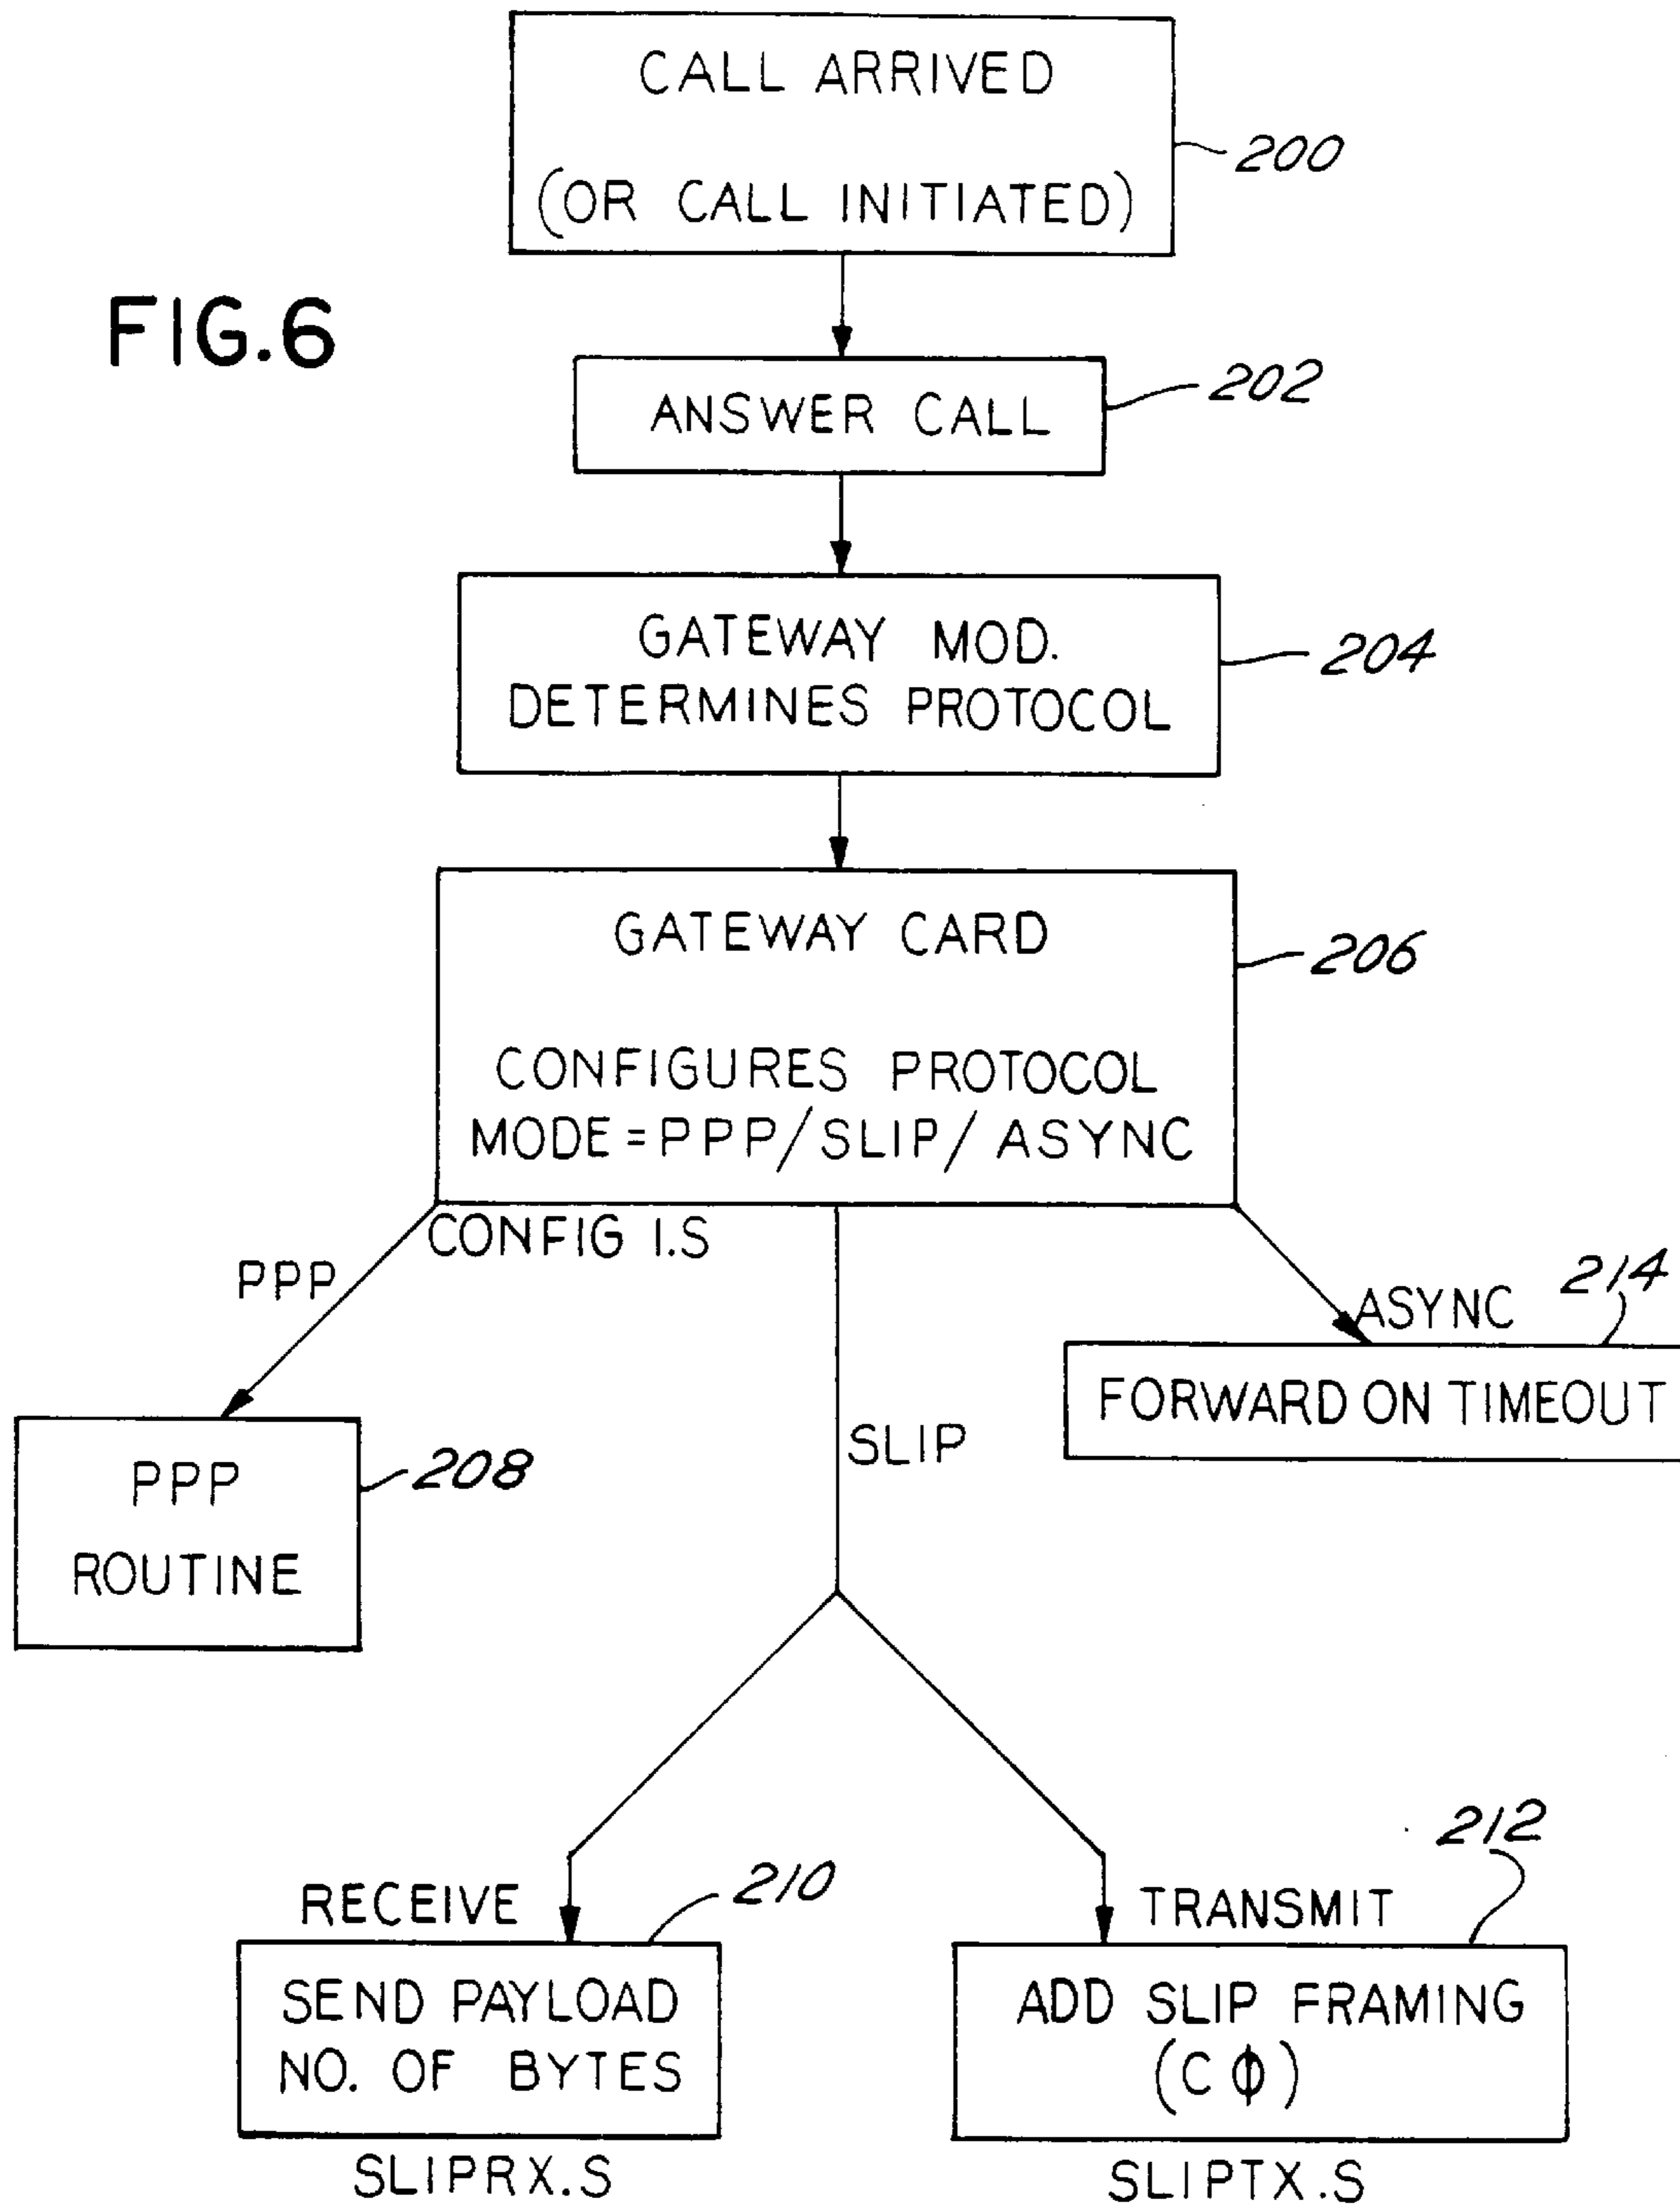 CALL ARRIVED
(OR CALL INITIATED)
200
FIG.6
ANSWER CALL
202
GATEWAY MOD.
DETERMINES PROTOCOL
204
GATEWAY CARD
CONFIGURES PROTOCOL
MODE=PPP/SLIP/ASYNC
206
CONFIG I.S
PPP
ASYNC
214
FORWARD ON TIMEOUT
SLIP
PPP
ROUTINE
208
RECEIVE
210
SEND PAYLOAD
NO. OF BYTES
SLIPRX.S
TRANSMIT
212
ADD SLIP FRAMING
(C ϕ)
SLIPTX.S